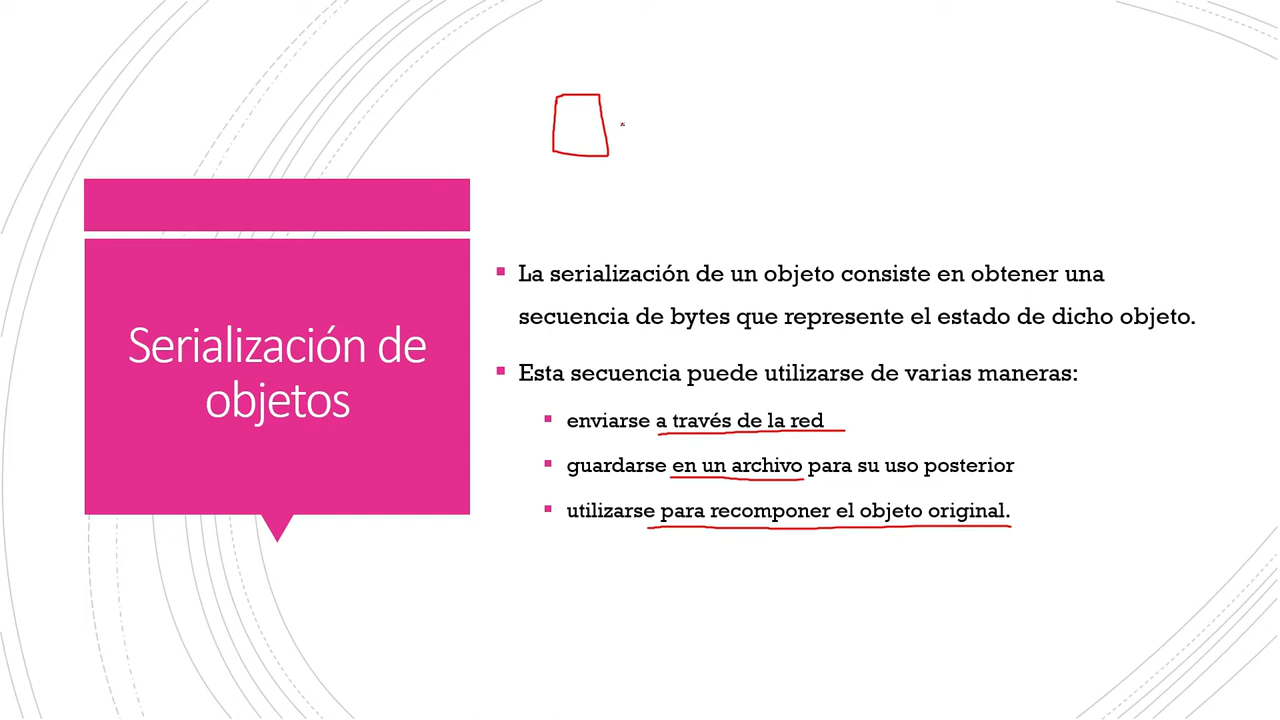 Serialización de
objetos
La serialización de un objeto consiste en obtener una
secuencia de bytes que represente el estado de dicho objeto.
Esta secuencia puede utilizarse de varias maneras:
enviarse a través de la red
guardarse en un archivo para su uso posterior
utilizarse para recomponer el objeto original.